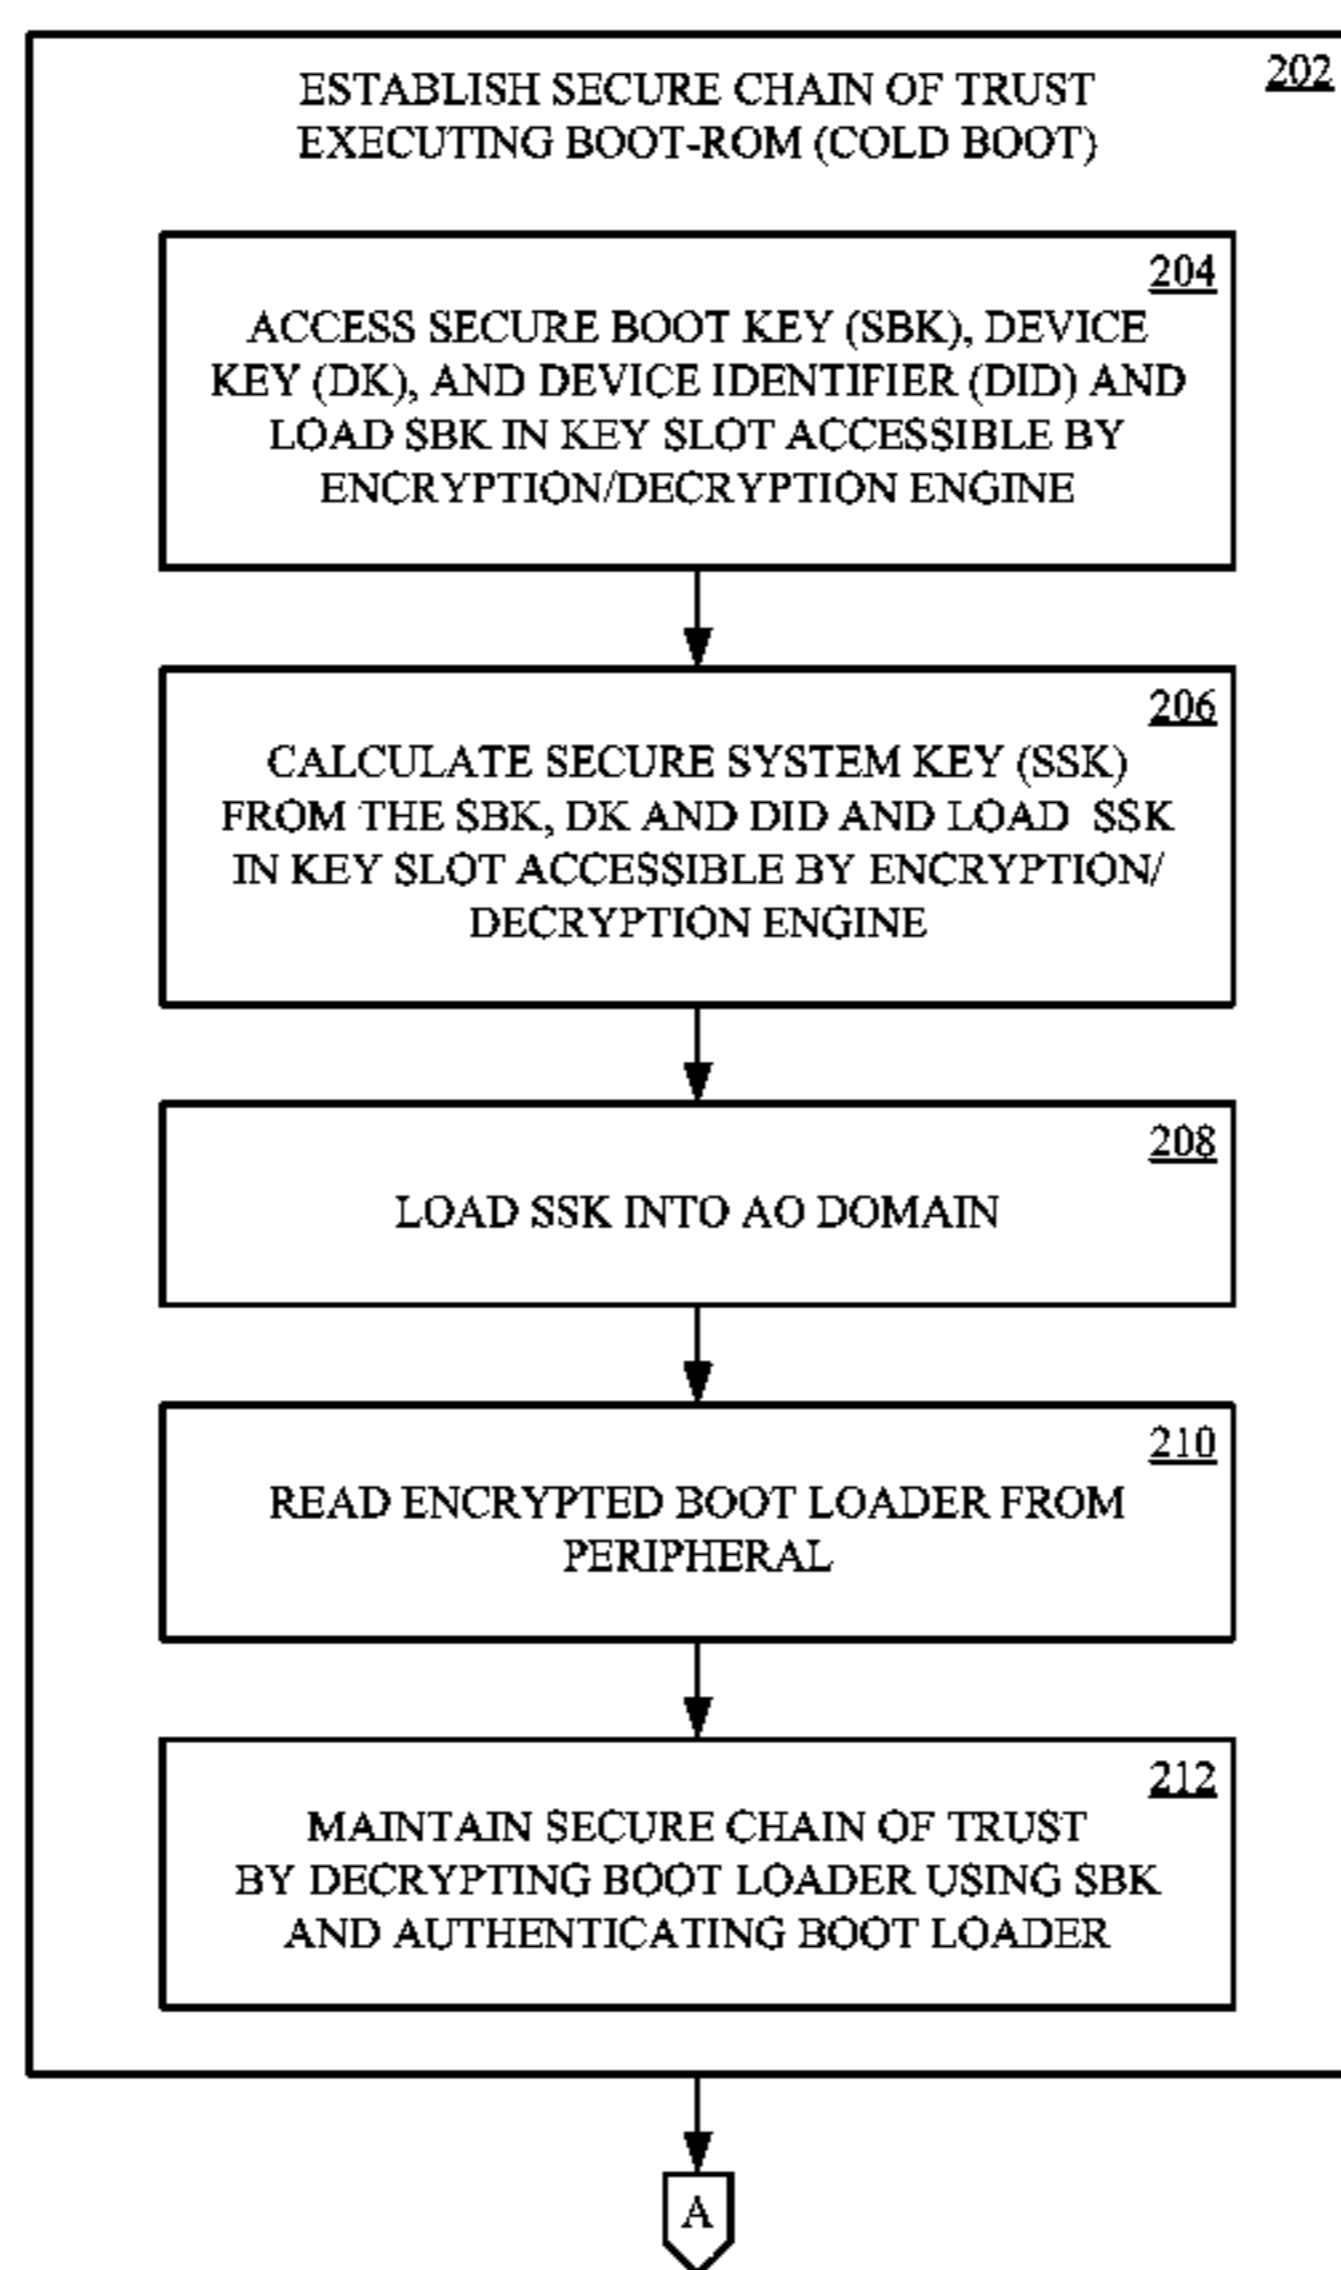 202
ESTABLISH SECURE CHAIN OF TRUST
EXECUTING BOOT-ROM (COLD BOOT)
204
ACCESS SECURE BOOT KEY (SBK), DEVICE
KEY (DK), AND DEVICE IDENTIFIER (DID) AND
LOAD SBK IN KEY SLOT ACCESSIBLE BY
ENCRYPTION/DECRYPTION ENGINE
206
CALCULATE SECURE SYSTEM KEY (SSK)
FROM THE SBK, DK AND DID AND LOAD SSK
IN KEY SLOT ACCESSIBLE BY ENCRYPTION/
DECRYPTION ENGINE
208
LOAD SSK INTO AO DOMAIN
210
READ ENCRYPTED BOOT LOADER FROM
PERIPHERAL
212
MAINTAIN SECURE CHAIN OF TRUST
BY DECRYPTING BOOT LOADER USING SBK
AND AUTHENTICATING BOOT LOADER
A